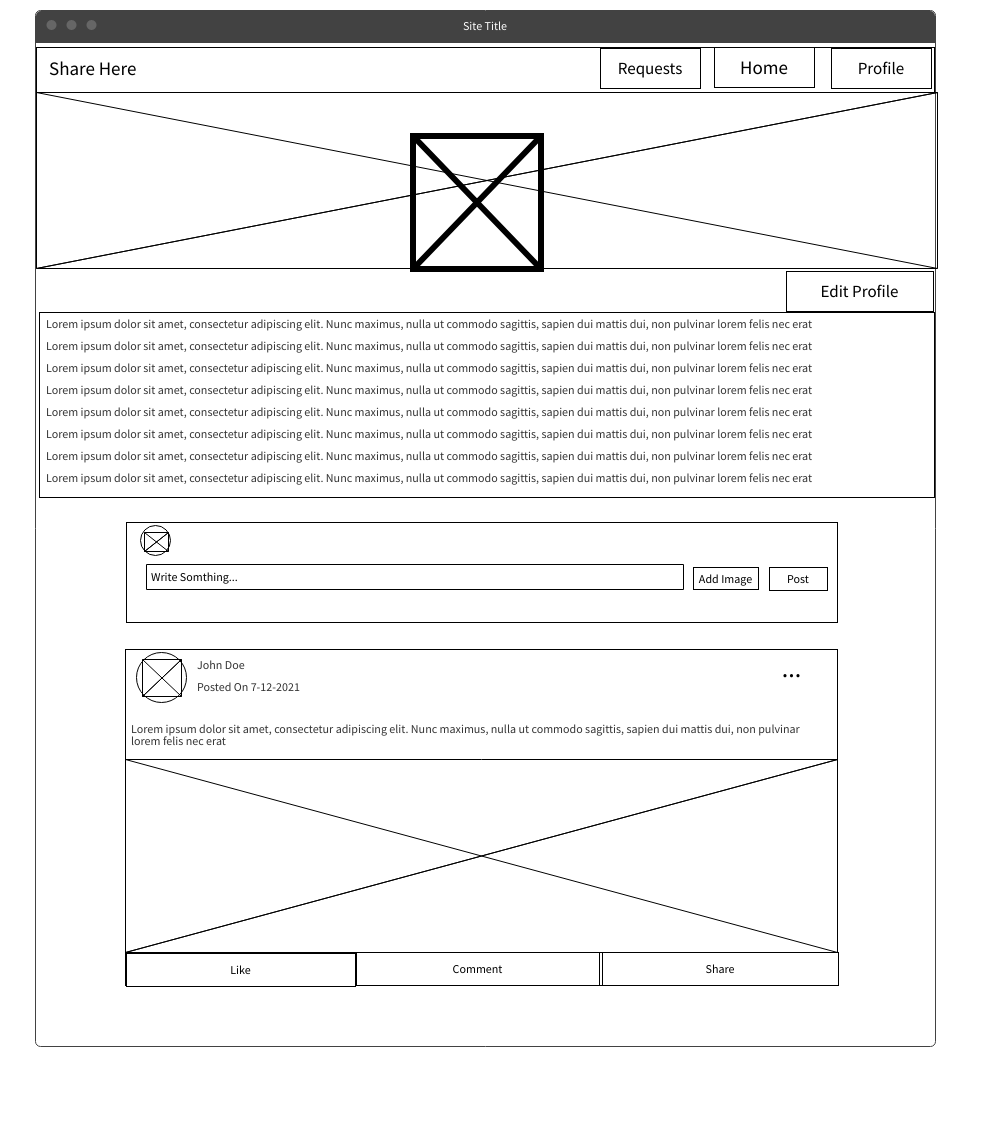 Site Title
Share Here
Requests
Home
Profile
Edit Profile
Lorem ipsum dolor sit amet, consectetur adipiscing elit. Nunc maximus, nulla ut commodo sagittis, sapien dui mattis dui, non pulvinar lorem felis nec erat
Lorem ipsum dolor sit amet, consectetur adipiscing elit. Nunc maximus, nulla ut commodo sagittis, sapien dui mattis dui, non pulvinar lorem felis nec erat
Lorem ipsum dolor sit amet, consectetur adipiscing elit. Nunc maximus, nulla ut commodo sagittis, sapien dui mattis dui, non pulvinar lorem felis nec erat
Lorem ipsum dolor sit amet, consectetur adipiscing elit. Nunc maximus, nulla ut commodo sagittis, sapien dui mattis dui, non pulvinar lorem felis nec erat
Lorem ipsum dolor sit amet, consectetur adipiscing elit. Nunc maximus, nulla ut commodo sagittis, sapien dui mattis dui, non pulvinar lorem felis nec erat
Lorem ipsum dolor sit amet, consectetur adipiscing elit. Nunc maximus, nulla ut commodo sagittis, sapien dui mattis dui, non pulvinar lorem felis nec erat
Lorem ipsum dolor sit amet, consectetur adipiscing elit. Nunc maximus, nulla ut commodo sagittis, sapien dui mattis dui, non pulvinar lorem felis nec erat
Lorem ipsum dolor sit amet, consectetur adipiscing elit. Nunc maximus, nulla ut commodo sagittis, sapien dui mattis dui, non pulvinar lorem felis nec erat
Write Somthing...
Add Image
Post
John Doe
Posted On 7-12-2021
Lorem ipsum dolor sit amet, consectetur adipiscing elit. Nunc maximus, nulla ut commodo sagittis, sapien dui mattis dui, non pulvinar
lorem felis nec erat
Like
Comment
Share